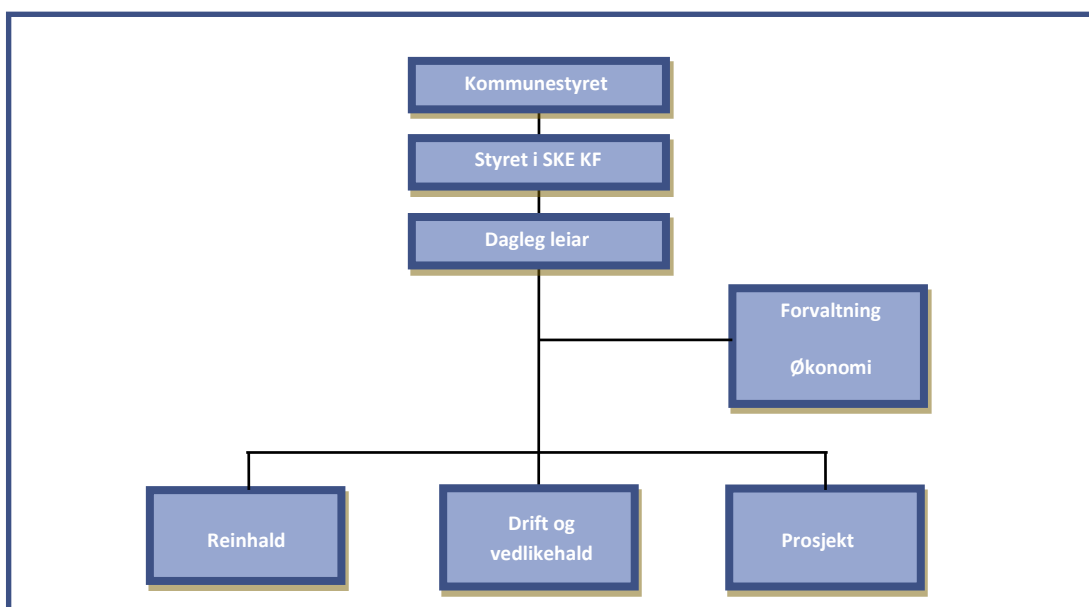 Kommunestyret
Styret i SKE KF
Dagleg leiar
Forvaltning
Økonomi
Reinhald
Drift og
vedlikehald
Prosjekt